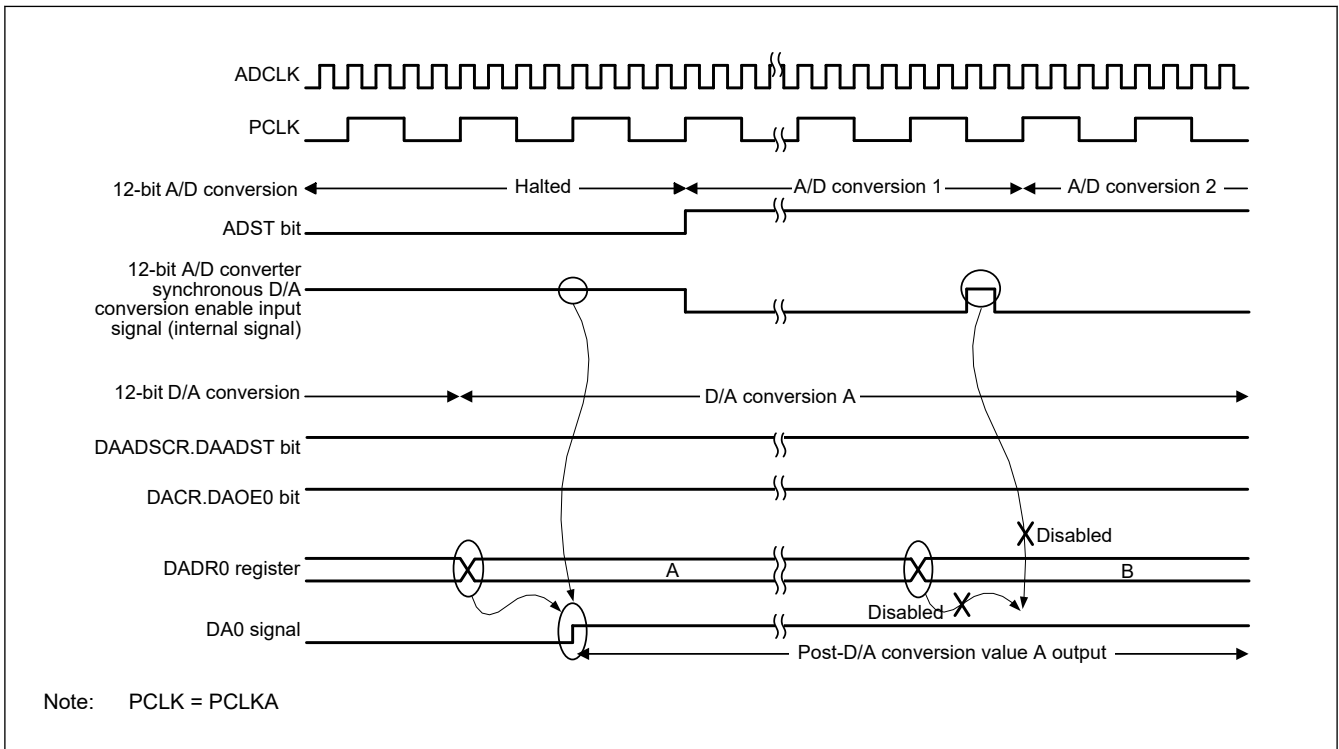 ADCLK
PCLK
12-bit A/D conversion
Halted
A/D conversion 1
A/D conversion 2
ADST bit
12-bit A/D converter
synchronous D/A
conversion enable input
signal (internal signal)
12-bit D/A conversion
D/A conversion A
DAADSCR.DAADST bit
DACR.DAOE0 bit
Disabled
DADR0 register
A
B
Disabled
DA0 signal
Post-D/A conversion value A output
Note: PCLK = PCLKA